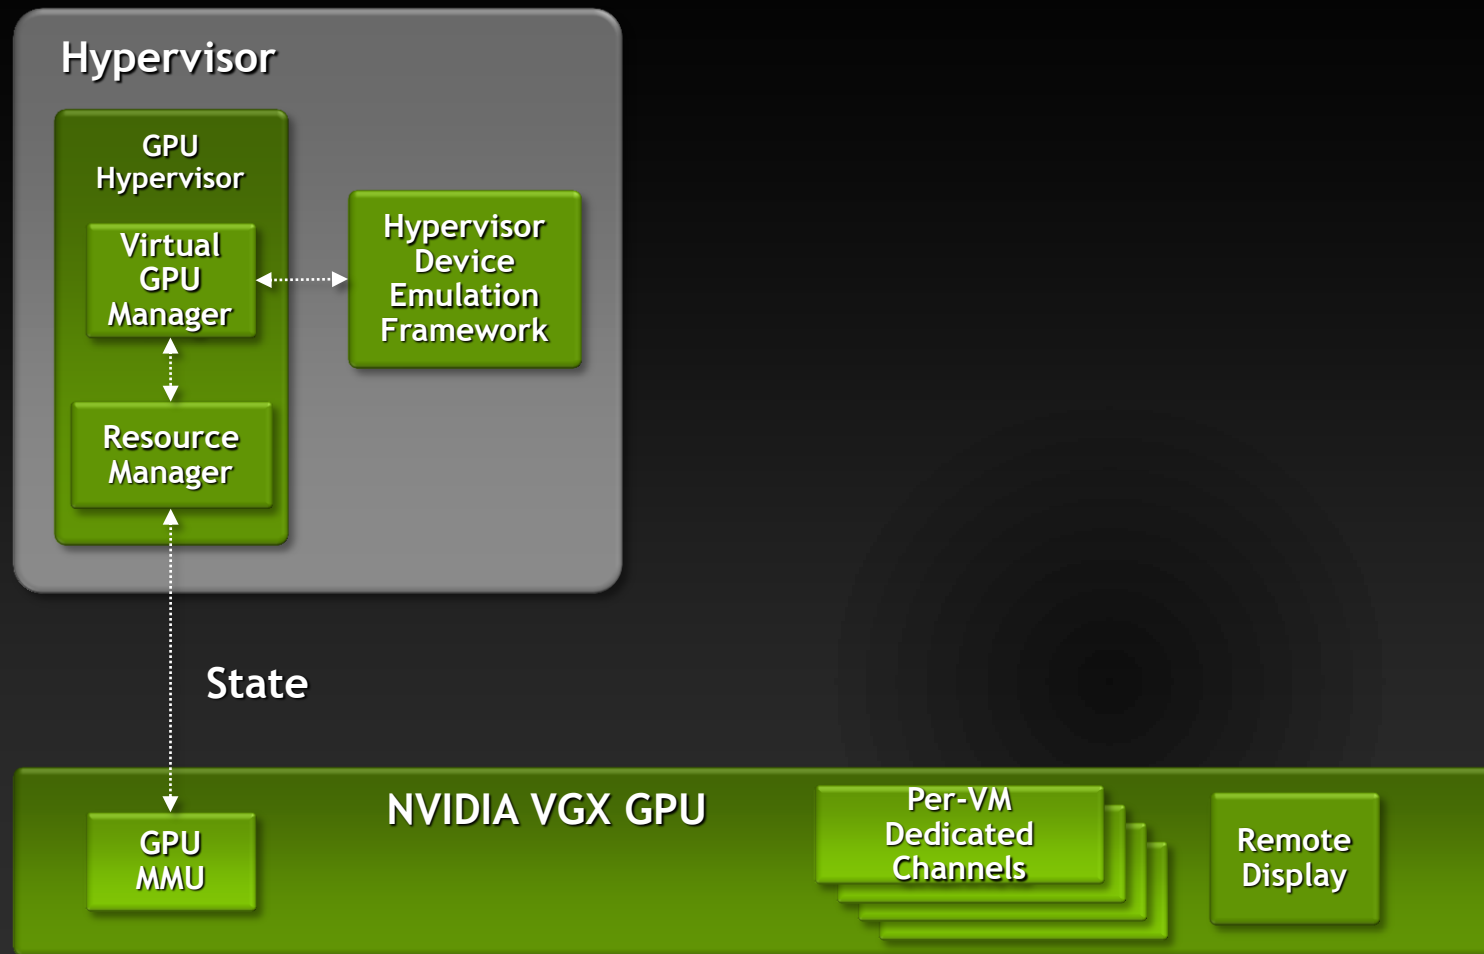 Hypervisor
GPU
Hypervisor
Virtual
GPU
Manager
Hypervisor
Device
Emulation
Framework
Resource
Manager
State
NVIDIA VGX GPU
GPU
MMU
Per-VM
Dedicated
Channels
Remote
Display